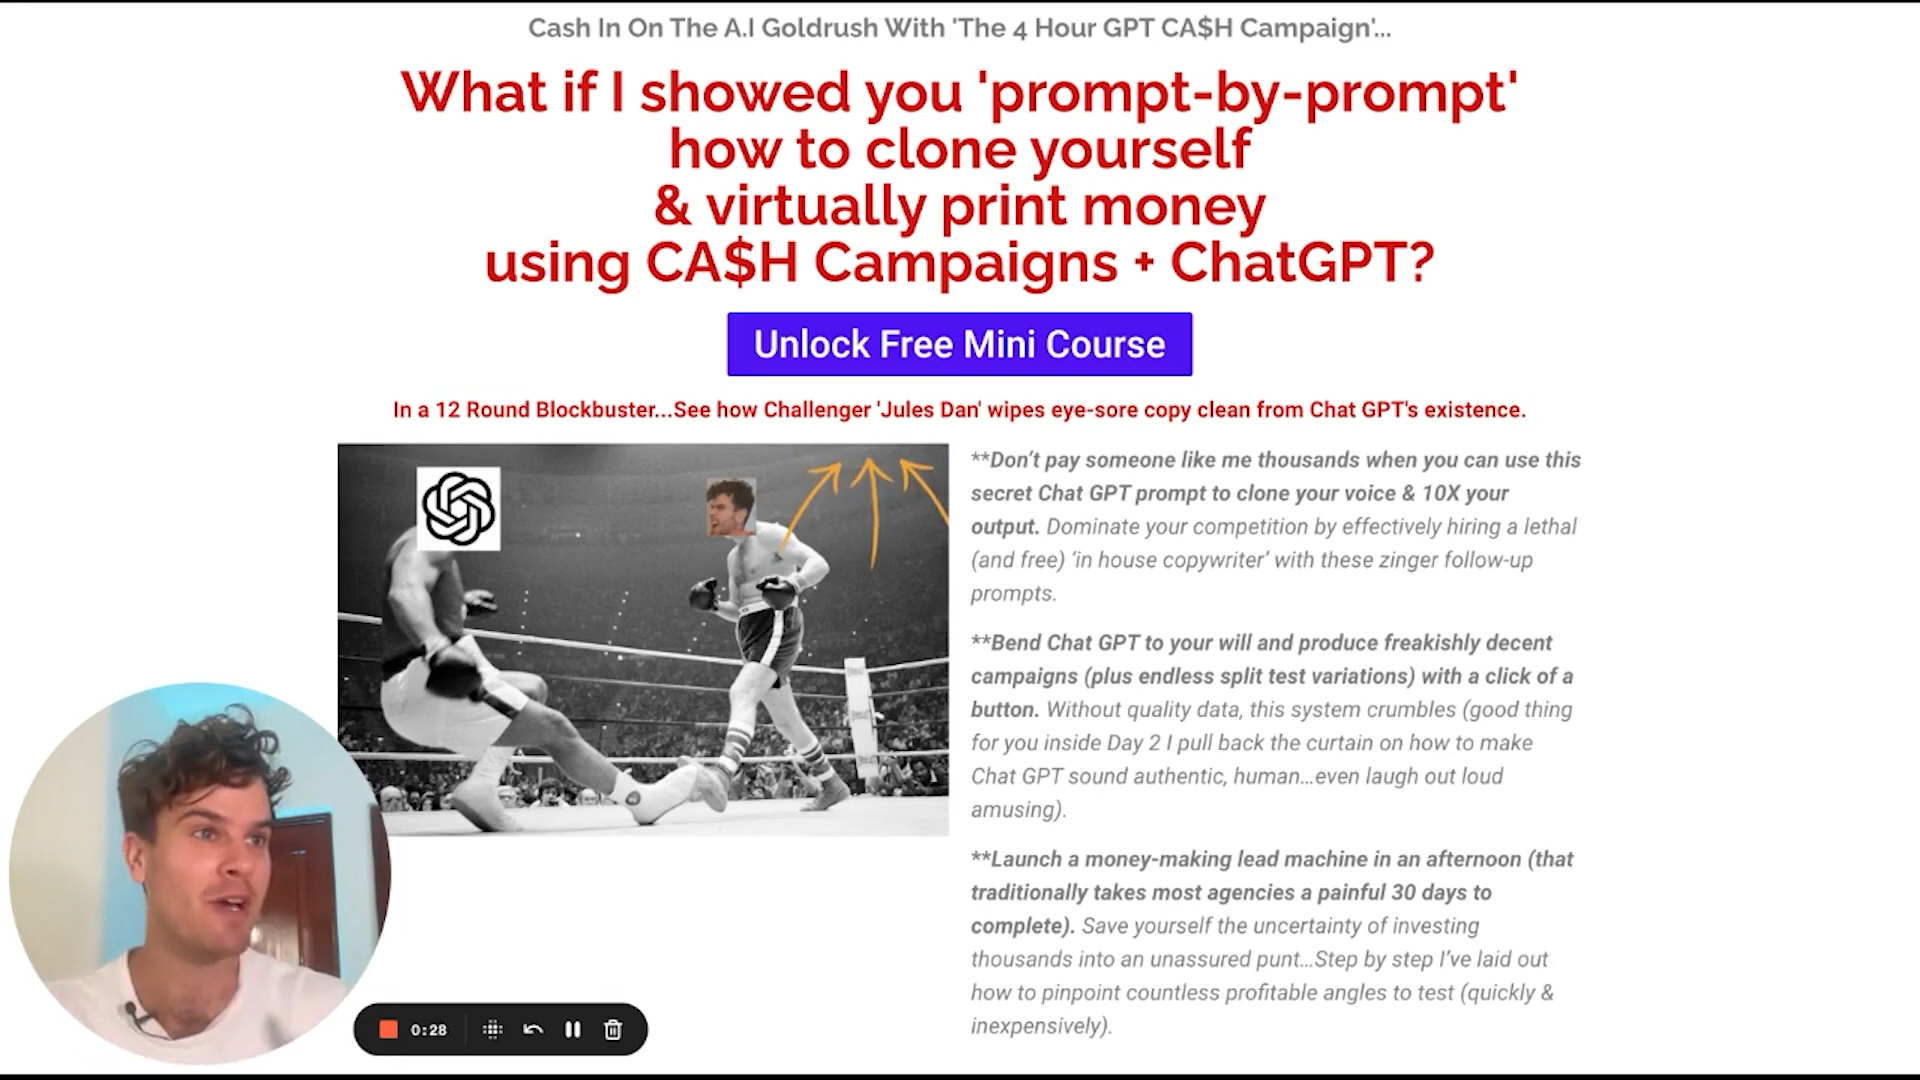 Cash In On The A.I Goldrush With 'The 4 Hour GPT CA$H Campaign'...
What if I showed you 'prompt-by-prompt'
how to clone yourself
& virtually print money
using CA$H Campaigns + ChatGPT?
Unlock Free Mini Course
In a 12 Round Blockbuster...See how Challenger 'Jules Dan' wipes eye-sore copy clean from Chat GPT's existence.
**Don't pay someone like me thousands when you can use this
secret Chat GPT prompt to clone your voice & 10X your
output. Dominate your competition by effectively hiring a lethal
(and free) 'in house copywriter' with these zinger follow-up
prompts.
**Bend Chat GPT to your will and produce freakishly decent
campaigns (plus endless split test variations) with a click of a
button. Without quality data, this system crumbles (good thing
for you inside Day 2 I pull back the curtain on how to make
Chat GPT sound authentic, human...even laugh out loud
amusing).
**Launch a money-making lead machine in an afternoon (that
traditionally takes most agencies a painful 30 days to
complete). Save yourself the uncertainty of investing
thousands into an unassured punt...Step by step I've laid out
how to pinpoint countless profitable angles to test (quickly &
inexpensively).
0:28